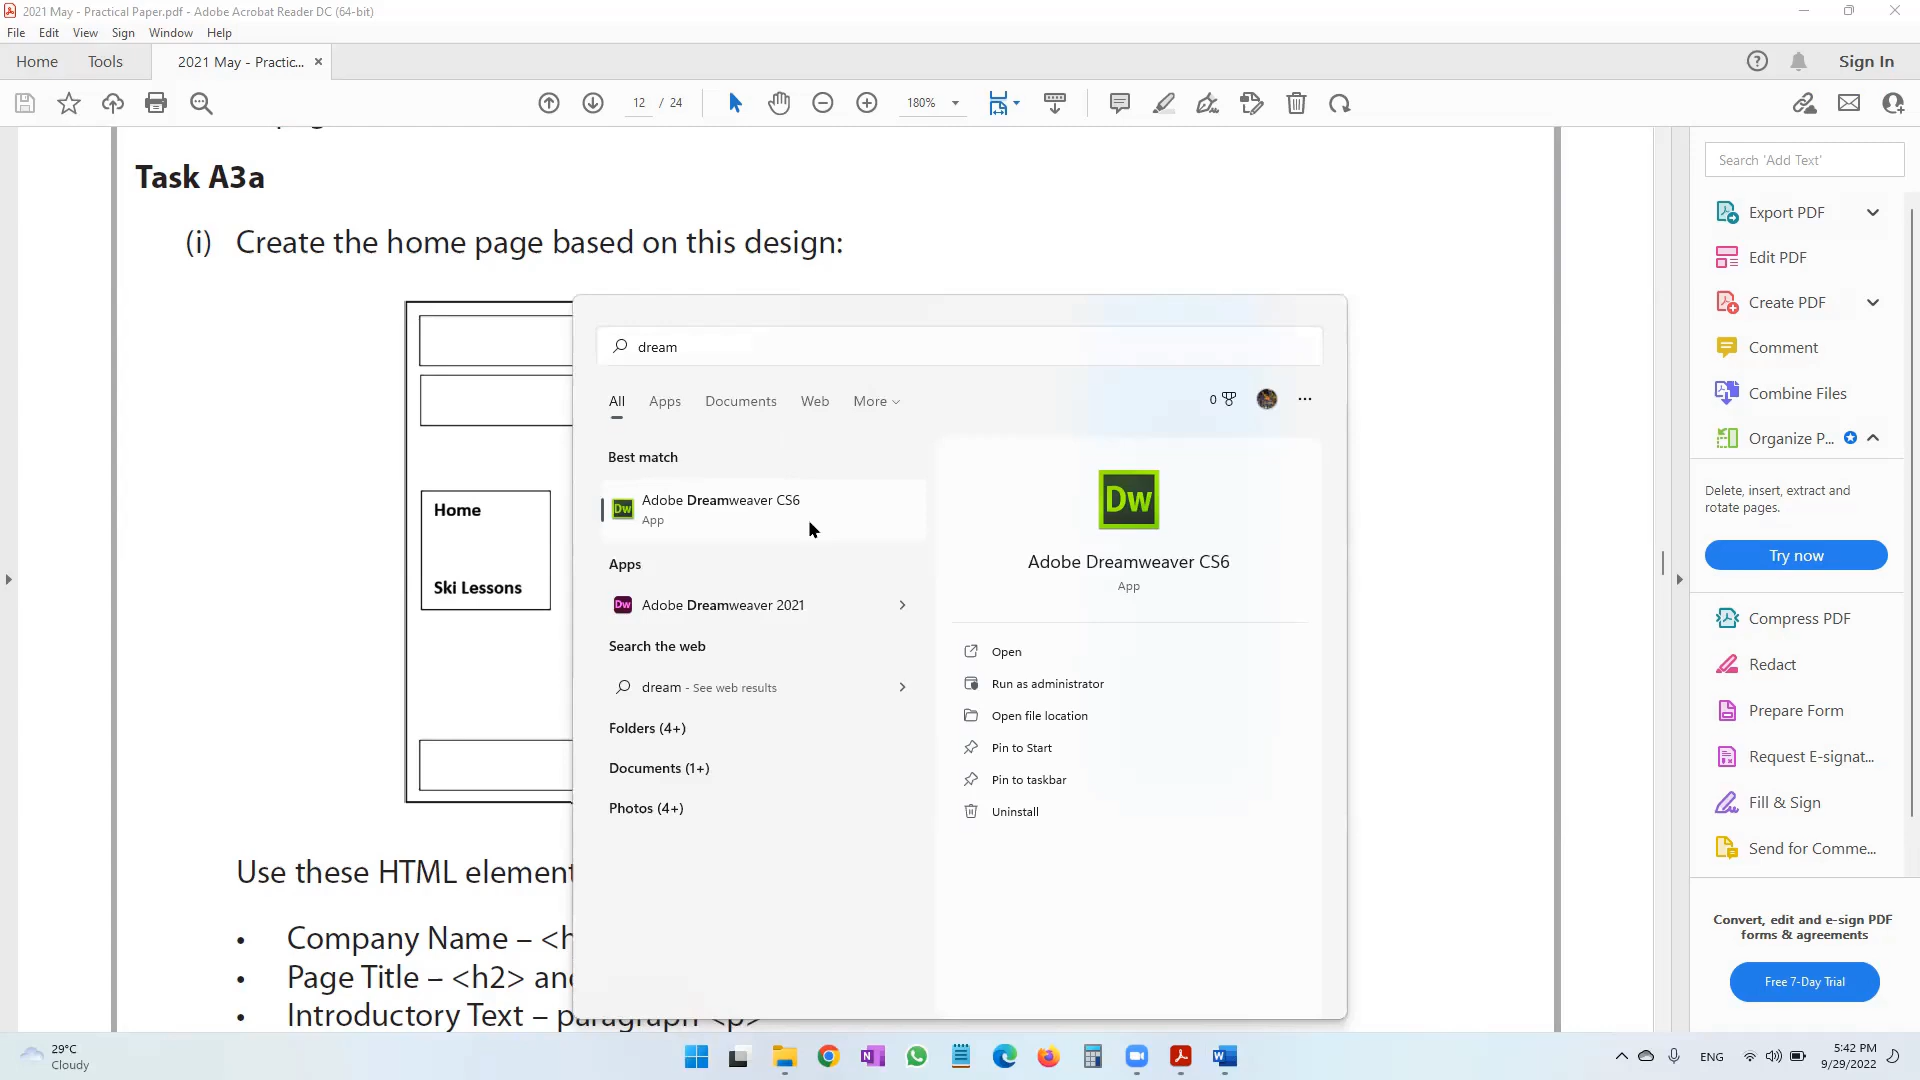 2021 May - Practical Paper.pdf - Adobe Acrobat Reader DC (64-bit)
File Edit View Sign Window Help
Home Tools 2021 May - Practic... × Sign In
12 / 24 180%
Task A3a
(i) Create the home page based on this design:
Home
Ski Lessons
Use these HTML element
• Company Name – <h
• Page Title – <h2> and
• Introductory Text – paragraph <p>
dream
All Apps Documents Web More 0
Best match
Dw Adobe Dreamweaver CS6
App
Apps
Dw Adobe Dreamweaver 2021
Search the web
dream - See web results
Folders (4+)
Documents (1+)
Photos (4+)
Dw
Adobe Dreamweaver CS6
App
Open
Run as administrator
Open file location
Pin to Start
Pin to taskbar
Uninstall
Search 'Add Text'
Export PDF
Edit PDF
Create PDF
Comment
Combine Files
Organize P...
Delete, insert, extract and
rotate pages.
Try now
Compress PDF
Redact
Prepare Form
Request E-signat...
Fill & Sign
Send for Comme...
Convert, edit and e-sign PDF
forms & agreements
Free 7-Day Trial
29°C
Cloudy
ENG
5:42 PM
9/29/2022